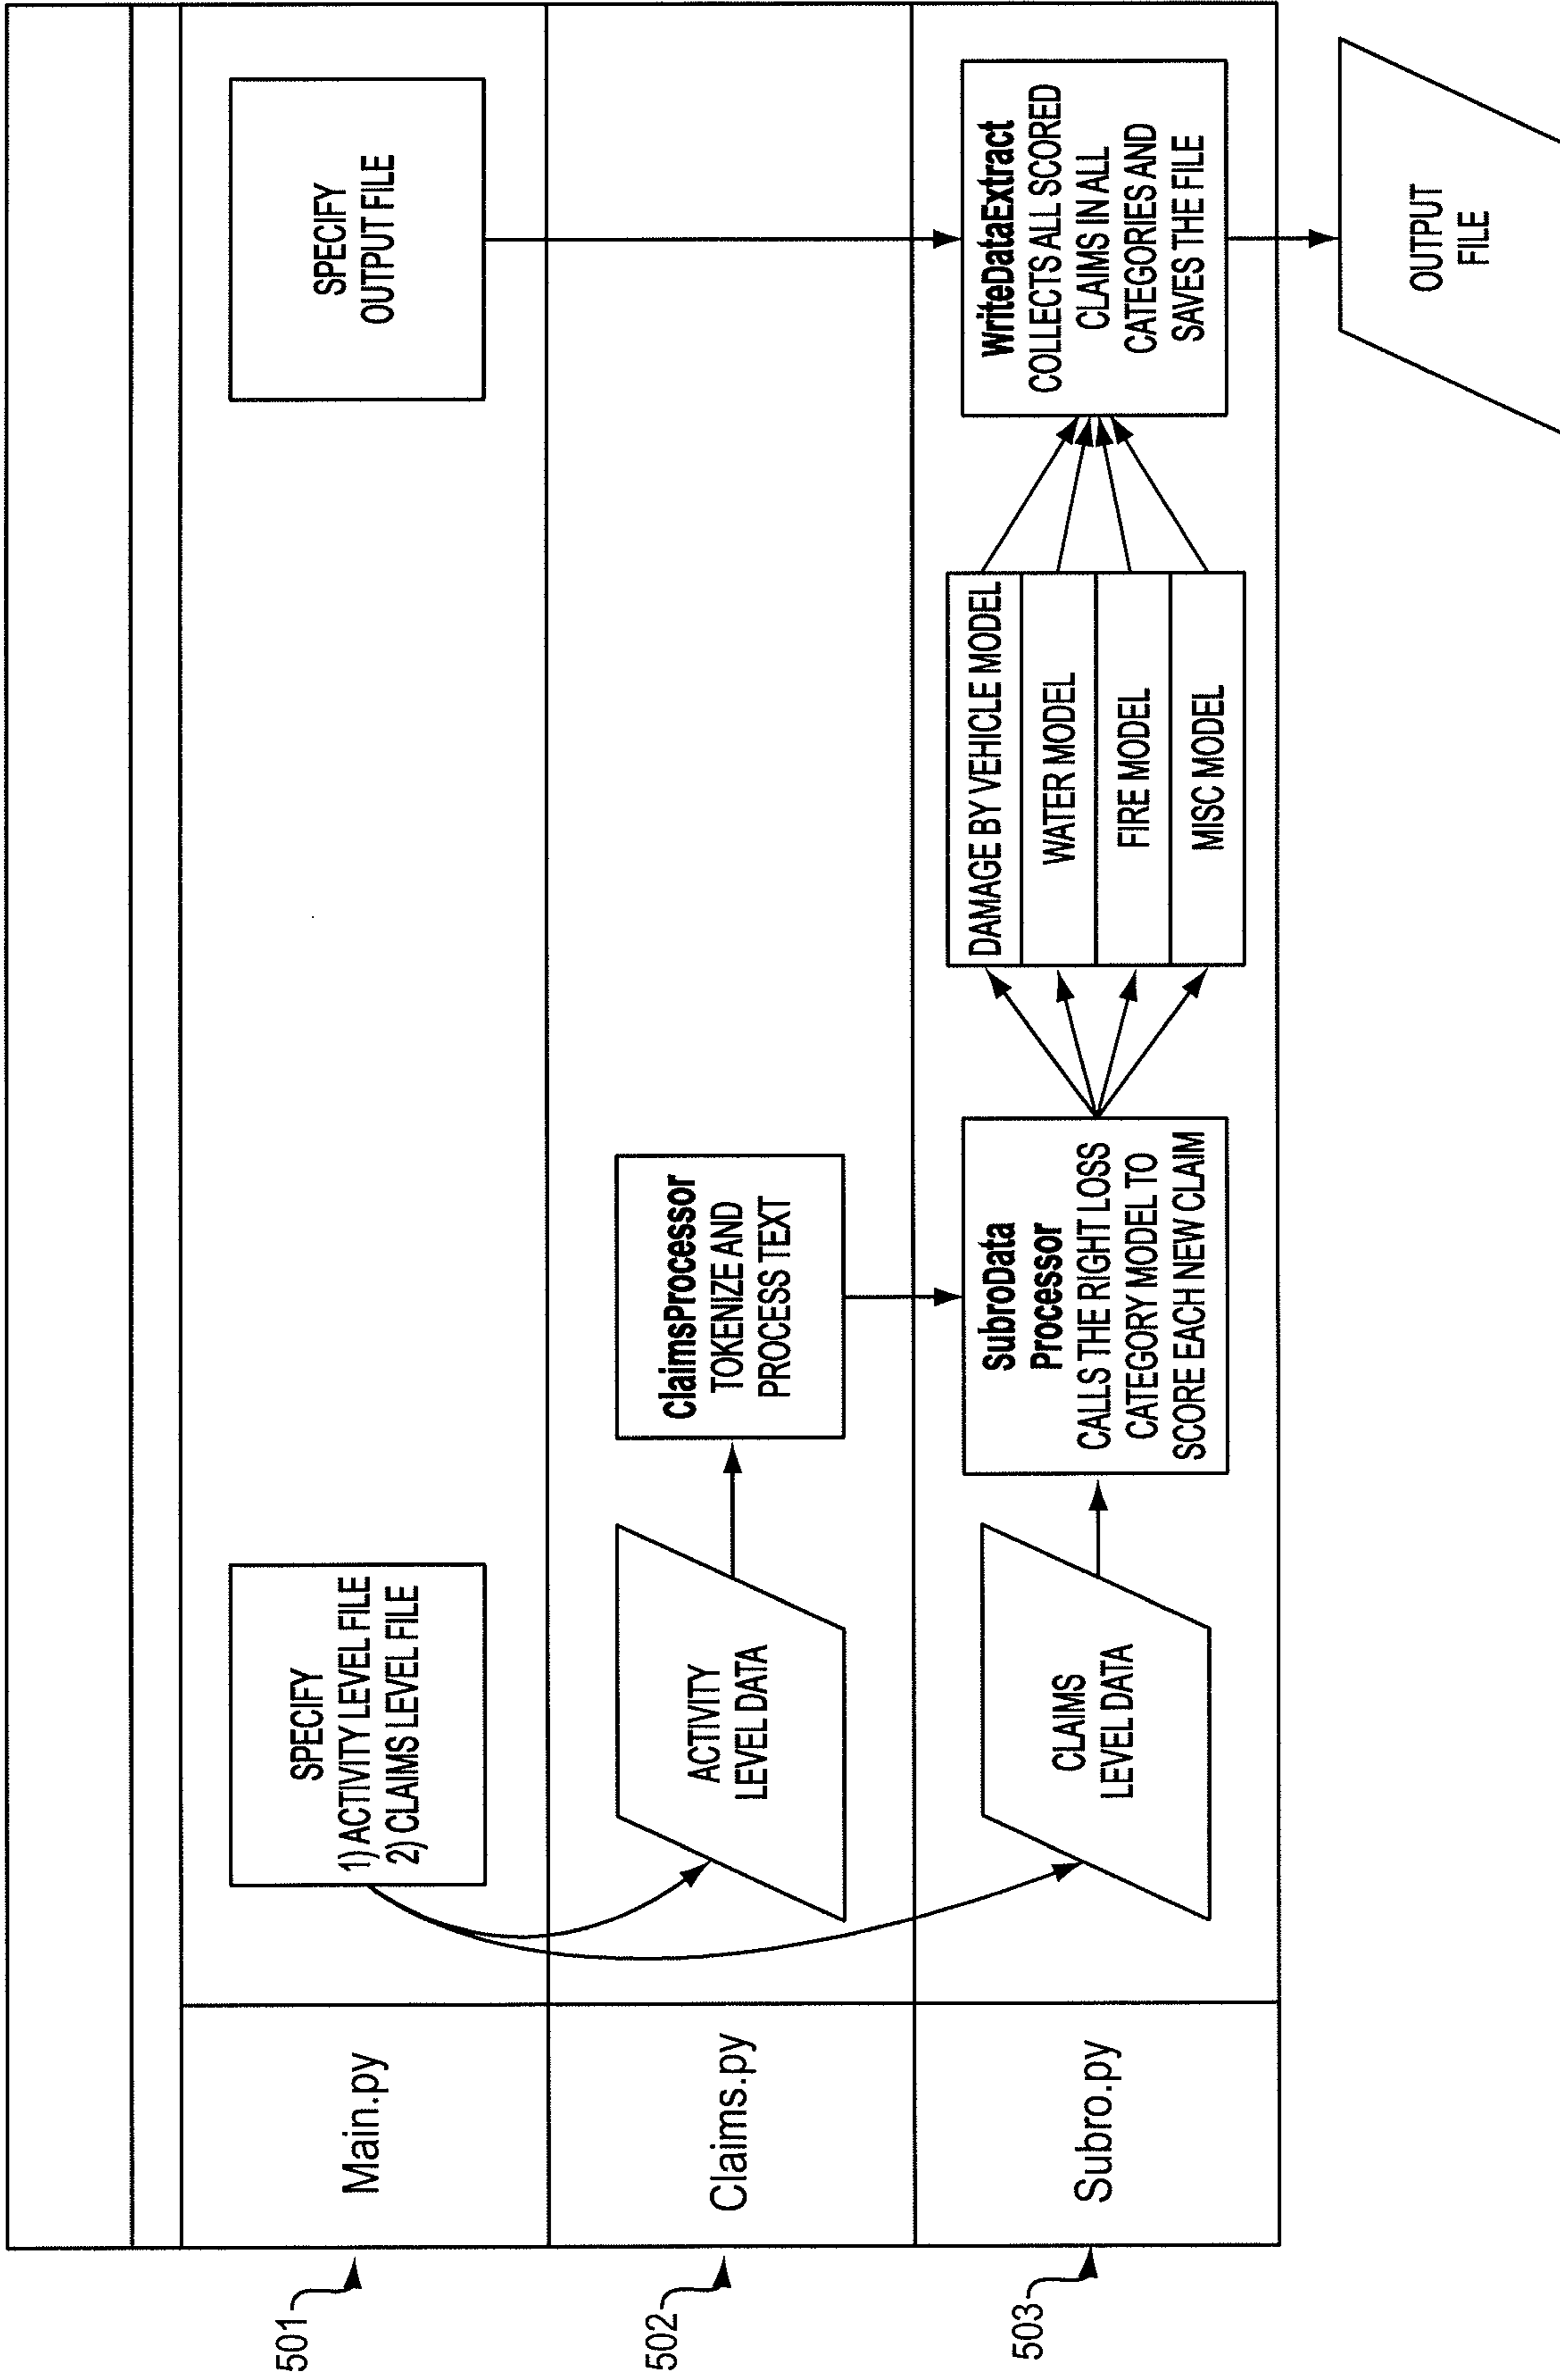 501
Main.py
SPECIFY
1) ACTIVITY LEVEL FILE
2) CLAIMS LEVEL FILE
SPECIFY
OUTPUT FILE
502
Claims.py
ACTIVITY
LEVEL DATA
ClaimsProcessor
TOKENIZE AND
PROCESS TEXT
503
Subro.py
CLAIMS
LEVEL DATA
SubroData
Processor
CALLS THE RIGHT LOSS
CATEGORY MODEL TO
SCORE EACH NEW CLAIM
DAMAGE BY VEHICLE MODEL
WATER MODEL
FIRE MODEL
MISC MODEL
WriteDataExtract
COLLECTS ALL SCORED
CLAIMS IN ALL
CATEGORIES AND
SAVES THE FILE
OUTPUT
FILE